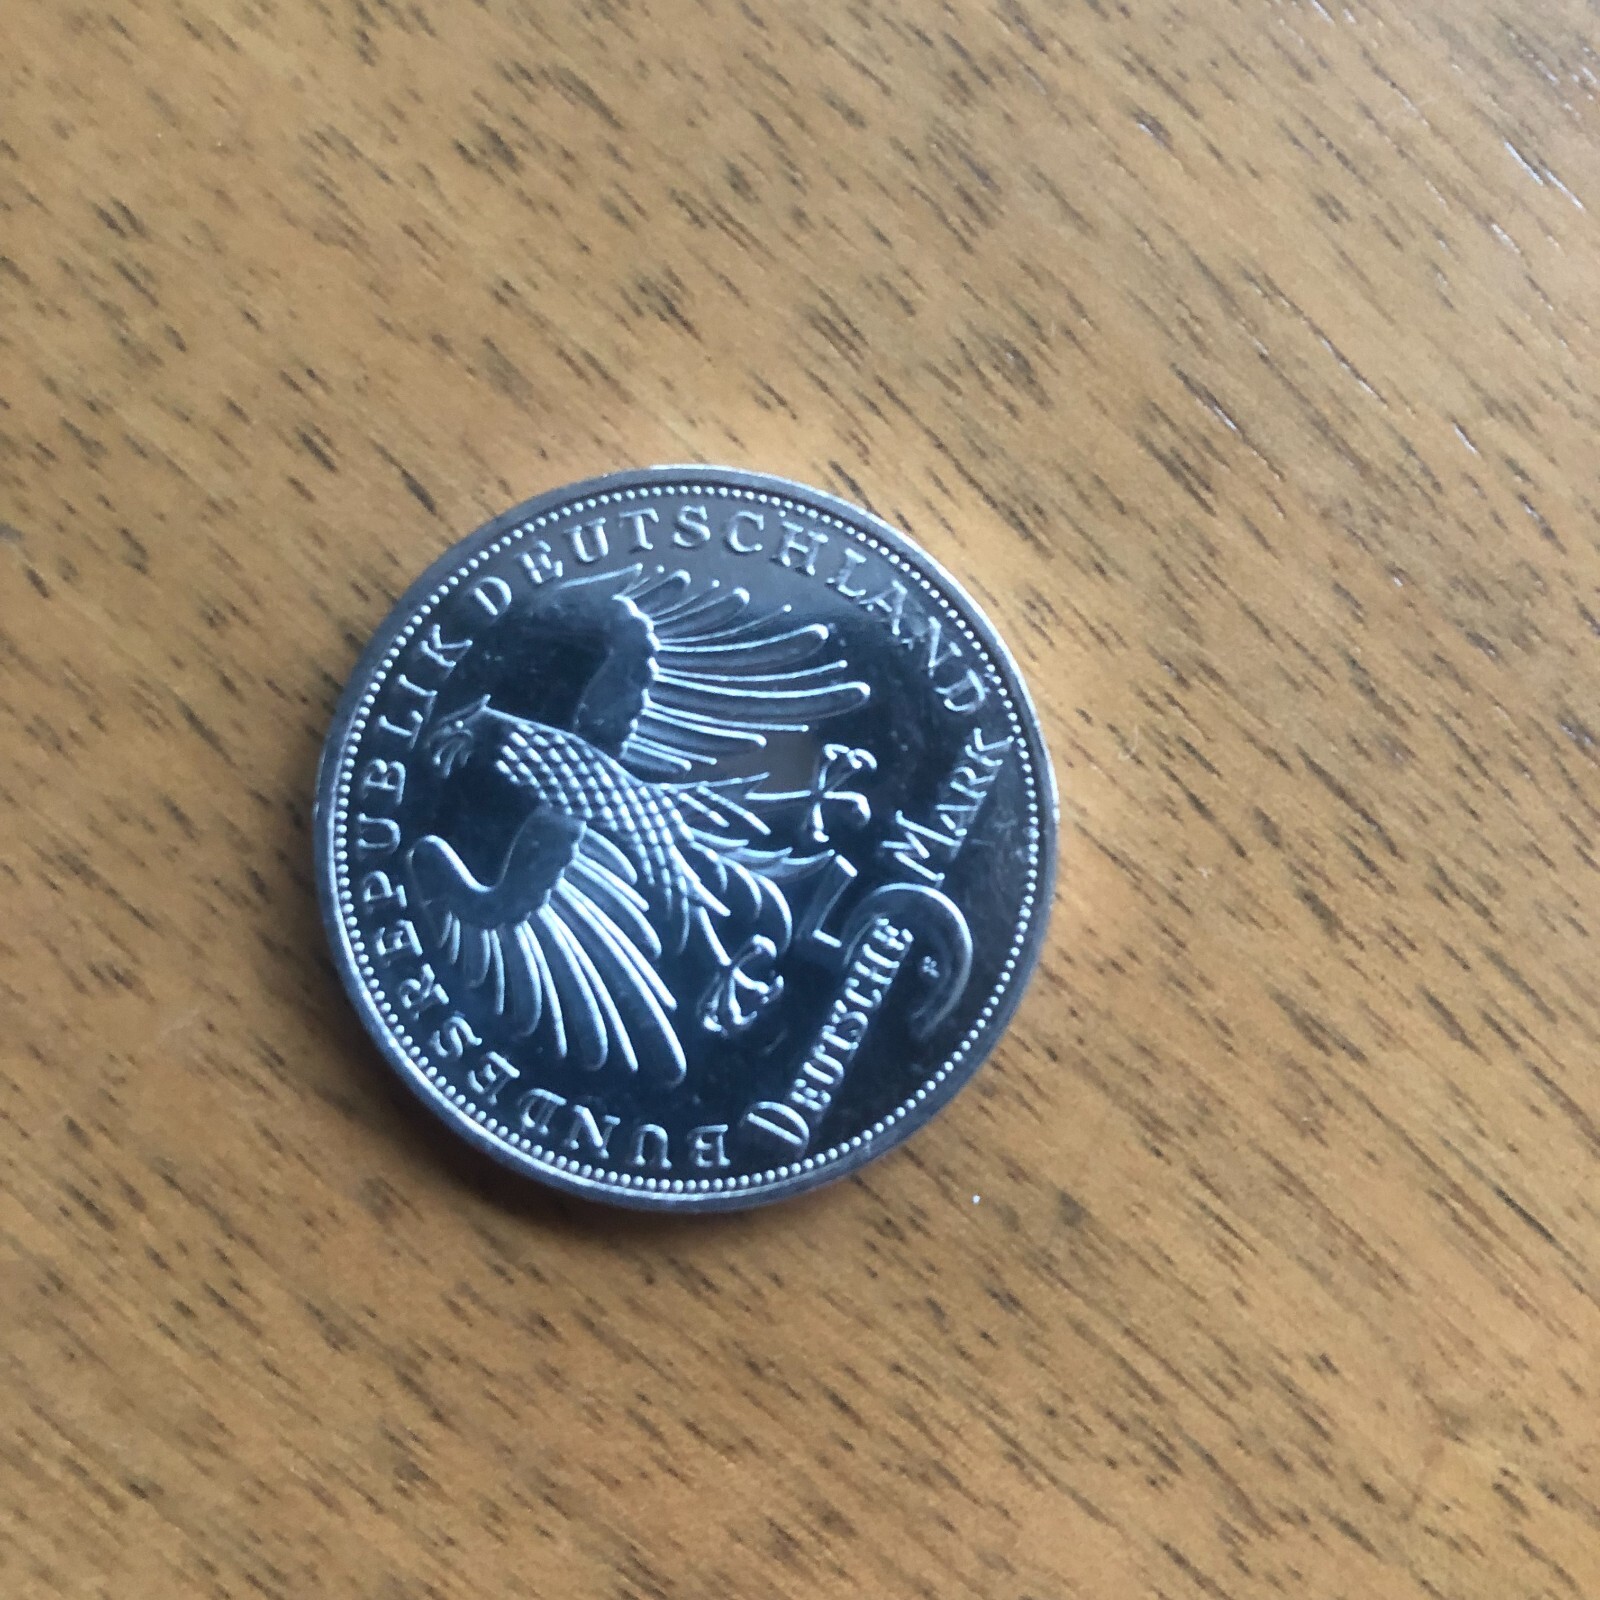 BUNDESREPUBLIK DEUTSCHLAND
5
DEUTSCHE MARK
F